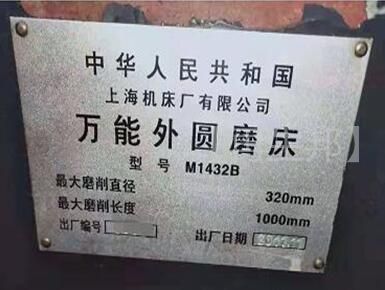 中华人民共和国
上海机床厂有限公司
万能外圆磨床
型号 M1432B
最大磨削直径 320mm
最大磨削长度 1000mm
出厂编号 出厂日期